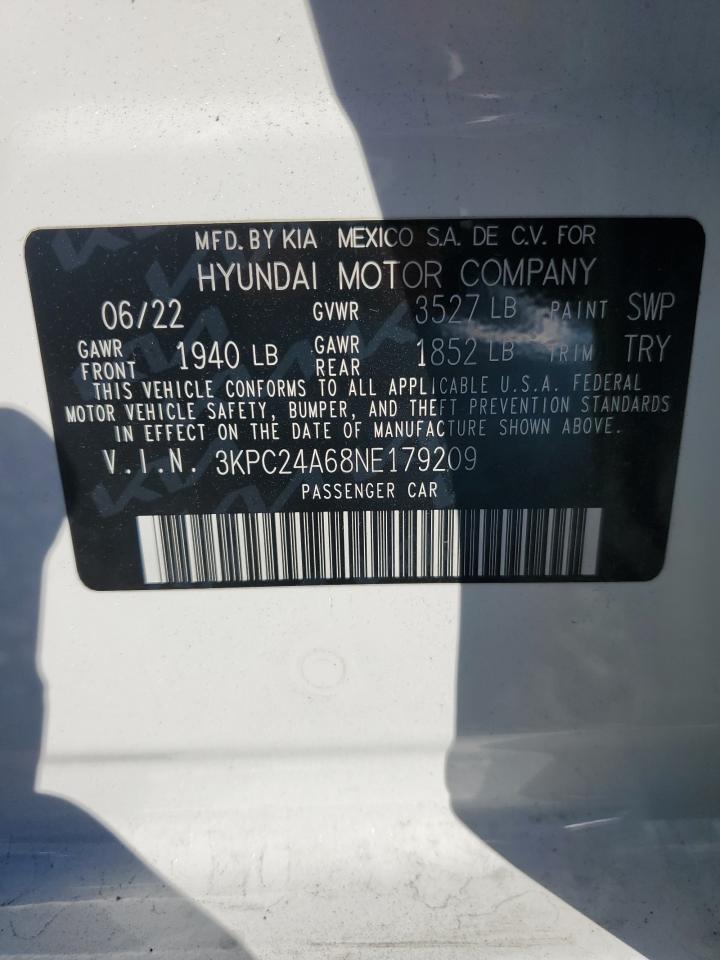 MFD. BY KIA MEXICO S.A. DE C.V. FOR
HYUNDAI MOTOR COMPANY
06/22 GVWR 3527 LB PAINT SWP
GAWR FRONT 1940 LB GAWR REAR 1852 LB TRIM TRY
THIS VEHICLE CONFORMS TO ALL APPLICABLE U.S.A. FEDERAL
MOTOR VEHICLE SAFETY, BUMPER, AND THEFT PREVENTION STANDARDS
IN EFFECT ON THE DATE OF MANUFACTURE SHOWN ABOVE.
V.I.N. 3KPC24A68NE179209
PASSENGER CAR